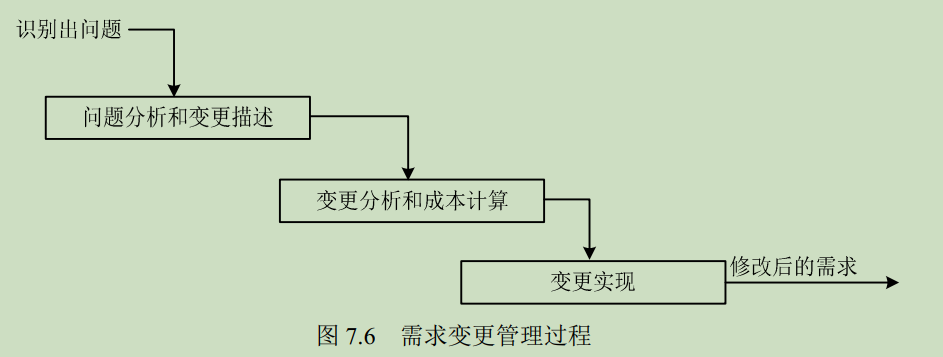 识别出问题
问题分析和变更描述
变更分析和成本计算
变更实现
修改后的需求
图 7.6 需求变更管理过程